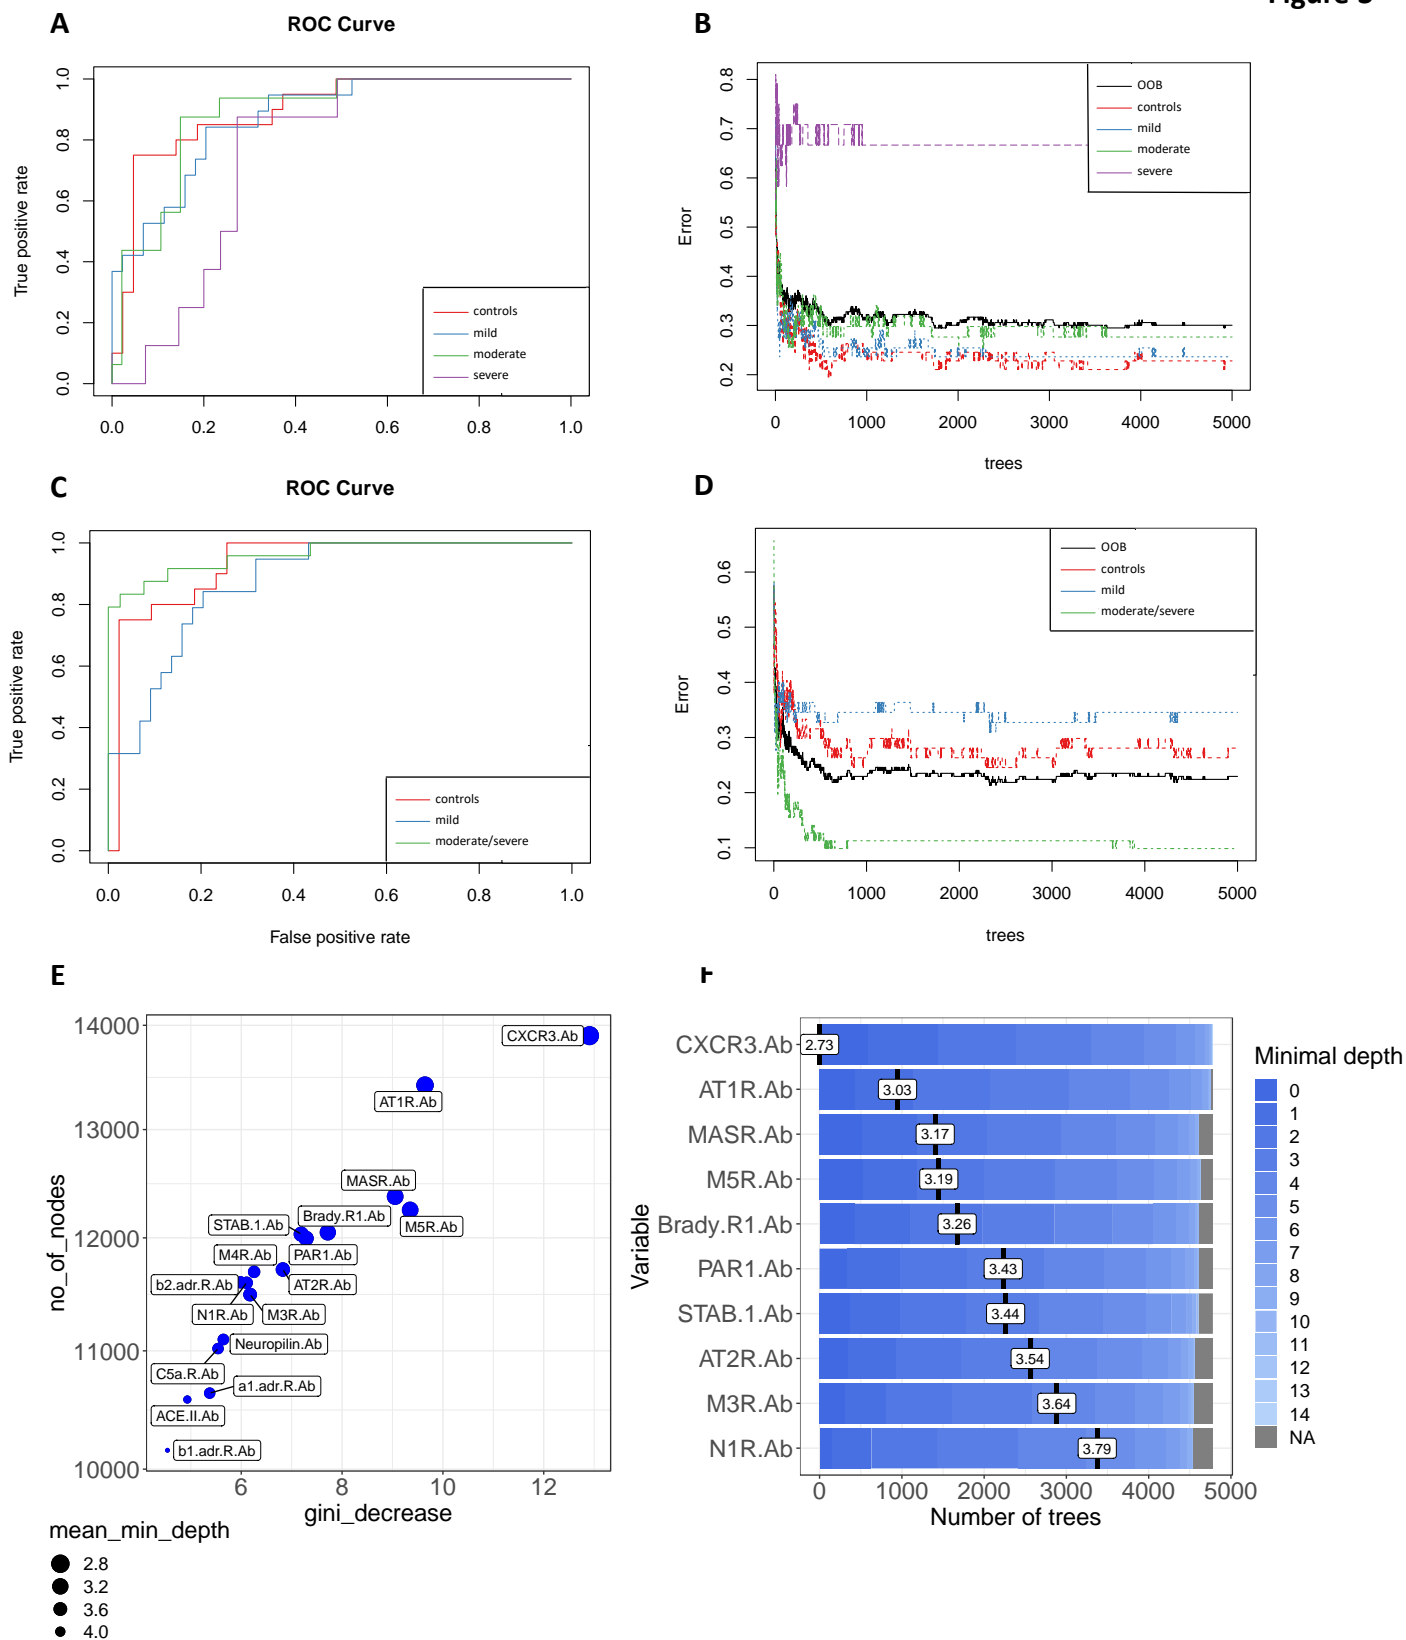 A
ROC Curve
True positive rate
0.0
0.2
0.4
0.6
0.8
1.0
controls
mild
moderate
severe
0.0 0.2 0.4 0.6 0.8 1.0
B
Error
0.2
0.3
0.4
0.5
0.6
0.7
0.8
OOB
controls
mild
moderate
severe
0 1000 2000 3000 4000 5000
trees
C
ROC Curve
True positive rate
0.0
0.2
0.4
0.6
0.8
1.0
controls
mild
moderate/severe
0.0 0.2 0.4 0.6 0.8 1.0
False positive rate
D
Error
0.1
0.2
0.3
0.4
0.5
0.6
OOB
controls
mild
moderate/severe
0 1000 2000 3000 4000 5000
trees
E
no_of_nodes
14000
13000
12000
11000
10000
CXCR3.Ab
AT1R.Ab
MASR.Ab
M5R.Ab
Brady.R1.Ab
STAB.1.Ab
PAR1.Ab
M4R.Ab
AT2R.Ab
b2.adr.R.Ab
N1R.Ab
M3R.Ab
Neuropilin.Ab
C5a.R.Ab
a1.adr.R.Ab
ACE.II.Ab
b1.adr.R.Ab
6 8 10 12
gini_decrease
mean_min_depth
2.8
3.2
3.6
4.0
Variable
CXCR3.Ab 2.73
AT1R.Ab 3.03
MASR.Ab 3.17
M5R.Ab 3.19
Brady.R1.Ab 3.26
PAR1.Ab 3.43
STAB.1.Ab 3.44
AT2R.Ab 3.54
M3R.Ab 3.64
N1R.Ab 3.79
0 1000 2000 3000 4000 5000
Number of trees
Minimal depth
0
1
2
3
4
5
6
7
8
9
10
11
12
13
14
NA